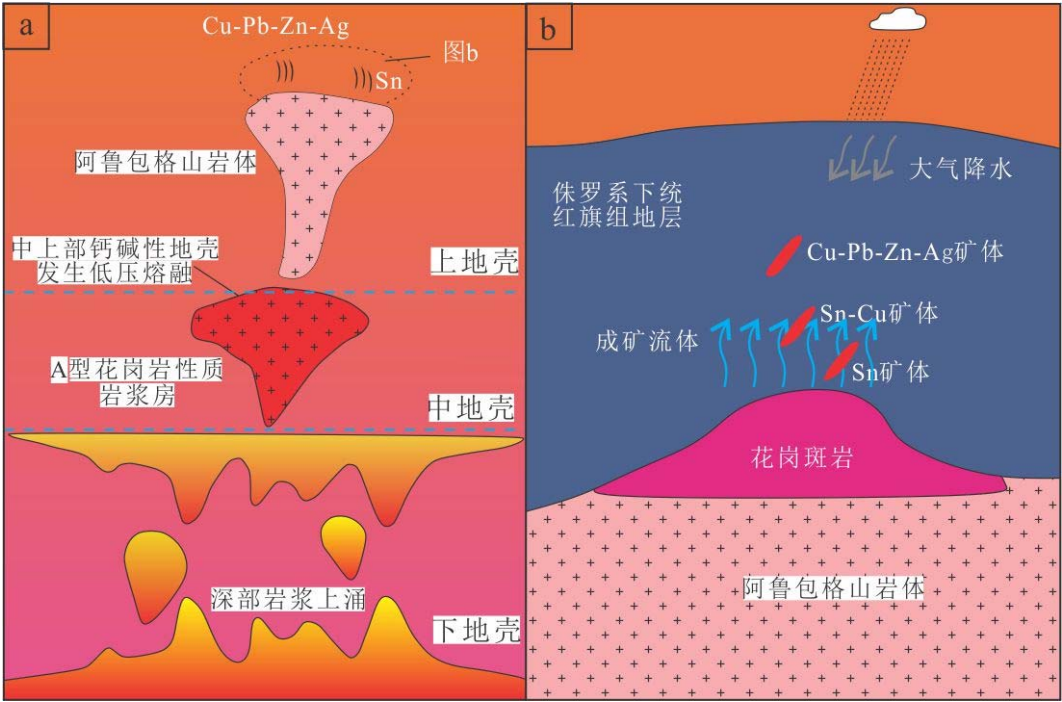 a
Cu-Pb-Zn-Ag
图b
Sn
阿鲁包格山岩体
中上部钙碱性地壳
发生低压熔融
上地壳
A型花岗岩性质
岩浆房
中地壳
深部岩浆上涌
下地壳
b
大气降水
侏罗系下统
红旗组地层
Cu-Pb-Zn-Ag矿体
Sn-Cu矿体
成矿流体
Sn矿体
花岗斑岩
阿鲁包格山岩体